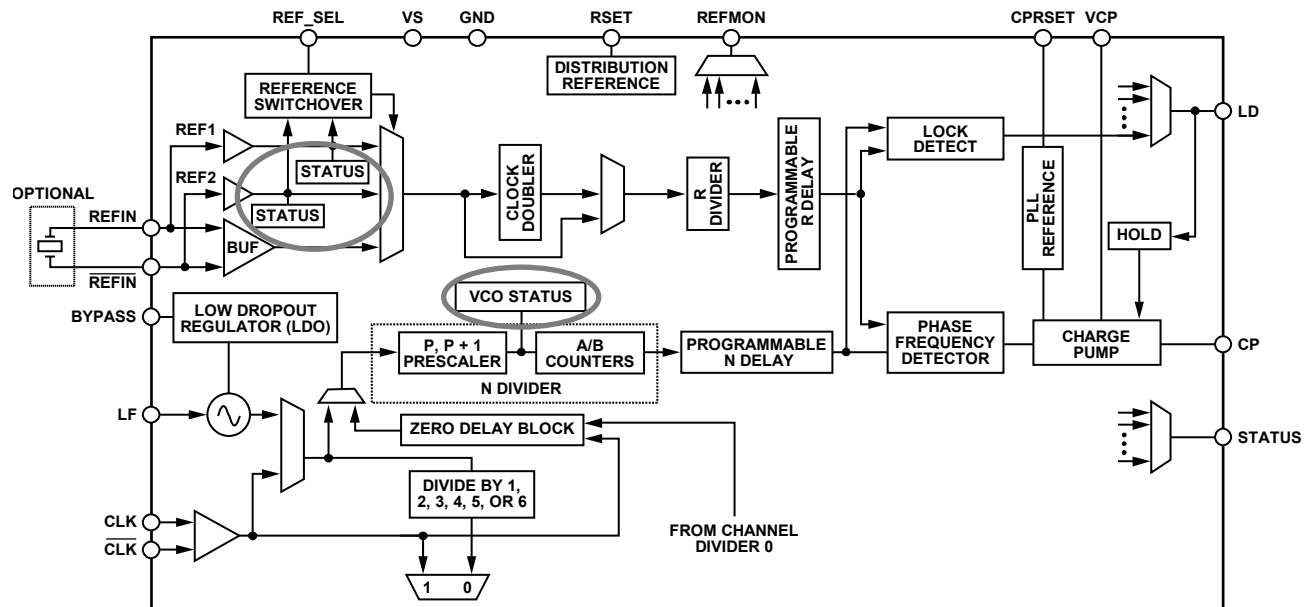 REF_SEL
VS
GND
RSET
REFMON
CPRSET
VCP
REFERENCE
SWITCHOVER
DISTRIBUTION
REFERENCE
REF1
STATUS
REF2
STATUS
BUF
OPTIONAL
REFIN
REFIN
CLOCK
DOUBLER
R
DIVIDER
PROGRAMMABLE
R DELAY
LOCK
DETECT
PLL
REFERENCE
LD
HOLD
BYPASS
LOW DROPOUT
REGULATOR (LDO)
VCO STATUS
P, P + 1
PRESCALER
A/B
COUNTERS
N DIVIDER
PROGRAMMABLE
N DELAY
PHASE
FREQUENCY
DETECTOR
CHARGE
PUMP
CP
LF
ZERO DELAY BLOCK
STATUS
DIVIDE BY 1,
2, 3, 4, 5, OR 6
CLK
CLK
FROM CHANNEL
DIVIDER 0
1 0